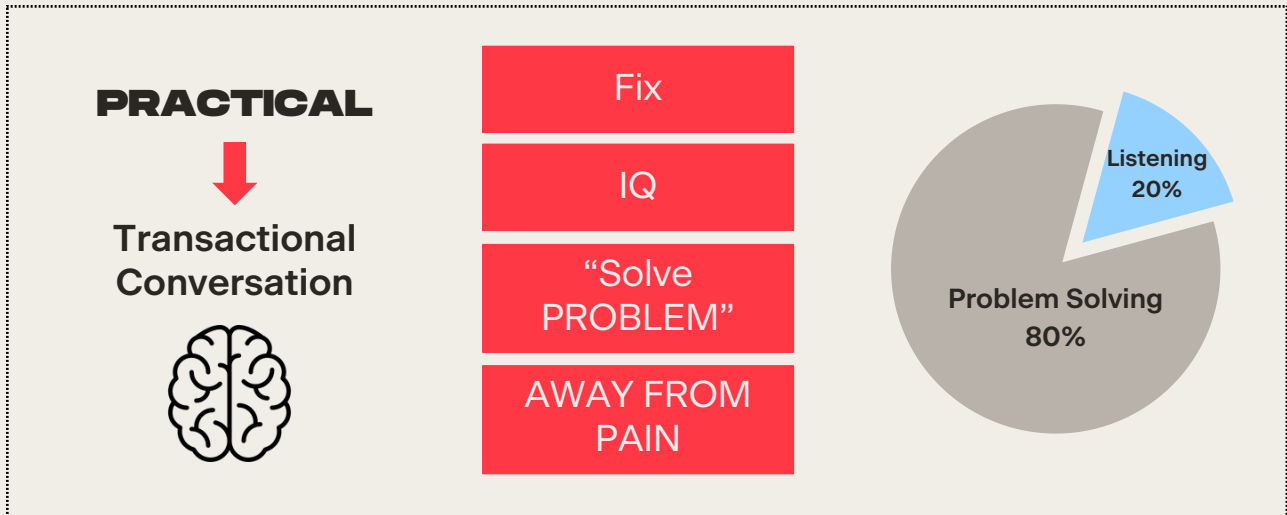 PRACTICAL
Transactional
Conversation
Fix
IQ
“Solve
PROBLEM”
AWAY FROM
PAIN
Listening
20%
Problem Solving
80%